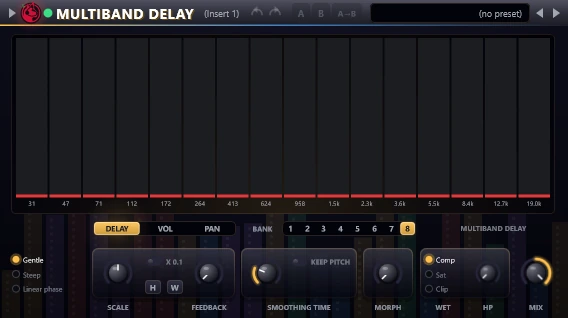 MULTIBAND DELAY (Insert 1) A B A→B (no preset)
31 47 71 112 172 264 413 624 958 1.5k 2.3k 3.6k 5.5k 8.4k 12.7k 19.0k
DELAY VOL PAN BANK 1 2 3 4 5 6 7 8 MULTIBAND DELAY
Gentle X 0.1 KEEP PITCH Comp
Steep Sat
Linear phase H W Clip
SCALE FEEDBACK SMOOTHING TIME MORPH WET HP MIX